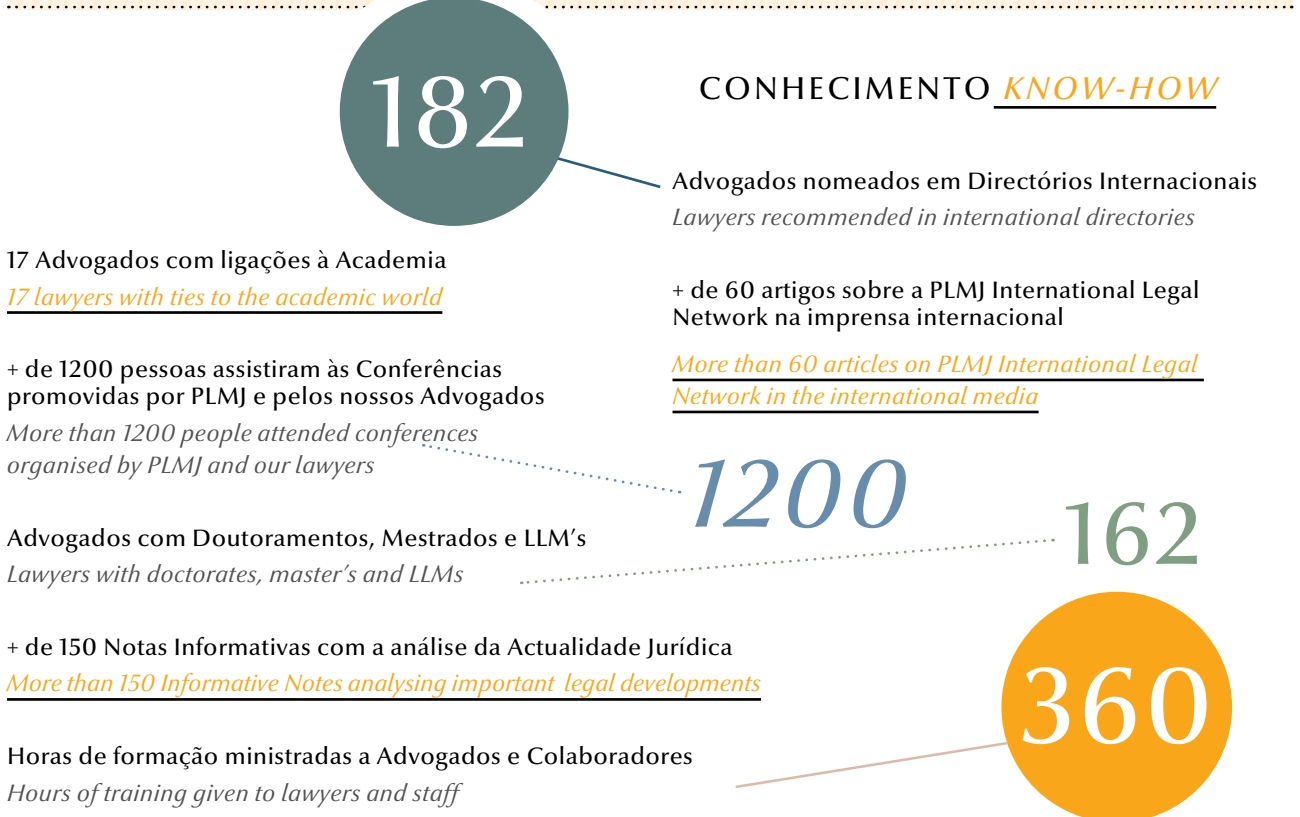 182
CONHECIMENTO KNOW-HOW
Advogados nomeados em Directórios Internacionais
Lawyers recommended in international directories
17 Advogados com ligações à Academia
17 lawyers with ties to the academic world
+ de 60 artigos sobre a PLMJ International Legal
Network na imprensa internacional
More than 60 articles on PLMJ International Legal
Network in the international media
+ de 1200 pessoas assistiram às Conferências
promovidas por PLMJ e pelos nossos Advogados
More than 1200 people attended conferences
organised by PLMJ and our lawyers
1200
162
Advogados com Doutoramentos, Mestrados e LLM’s
Lawyers with doctorates, master’s and LLMs
+ de 150 Notas Informativas com a análise da Actualidade Jurídica
More than 150 Informative Notes analysing important legal developments
360
Horas de formação ministradas a Advogados e Colaboradores
Hours of training given to lawyers and staff